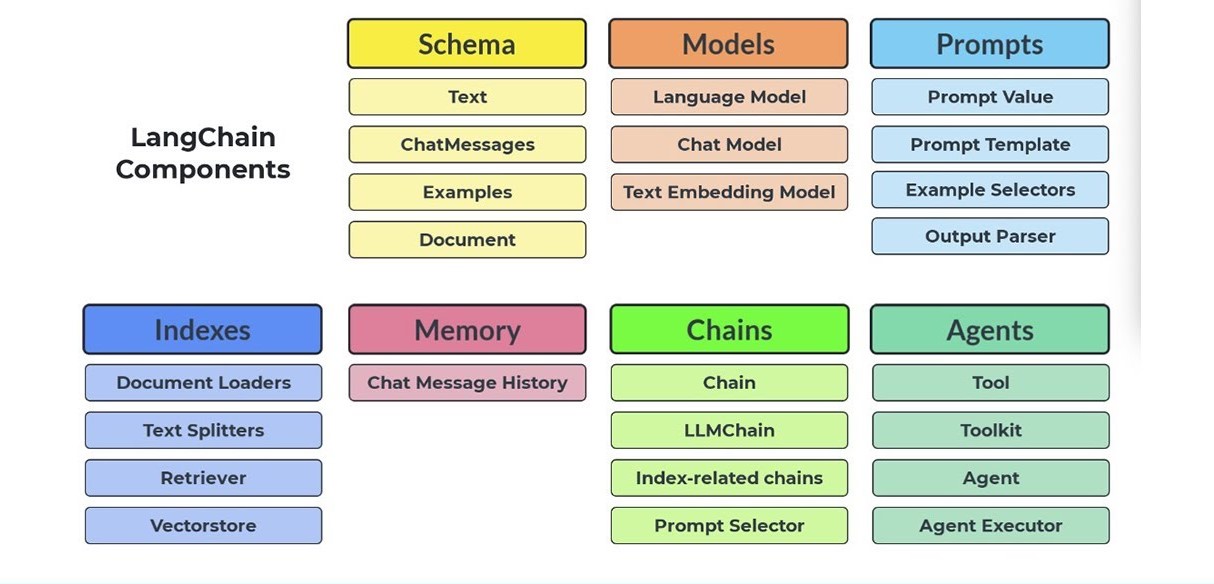 LangChain
Components
Schema
Text
ChatMessages
Examples
Document
Models
Language Model
Chat Model
Text Embedding Model
Prompts
Prompt Value
Prompt Template
Example Selectors
Output Parser
Indexes
Document Loaders
Text Splitters
Retriever
Vectorstore
Memory
Chat Message History
Chains
Chain
LLMChain
Index-related chains
Prompt Selector
Agents
Tool
Toolkit
Agent
Agent Executor